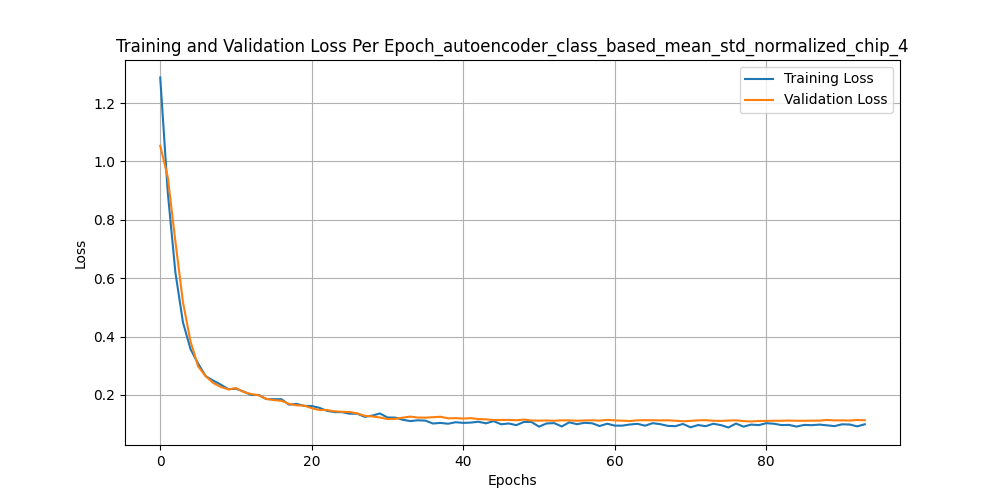 Training and Validation Loss Per Epoch_autoencoder_class_based_mean_std_normalized_chip_4
Training Loss
Validation Loss
1.2
1.0
0.8
0.6
0.4
0.2
Loss
0 20 40 60 80
Epochs